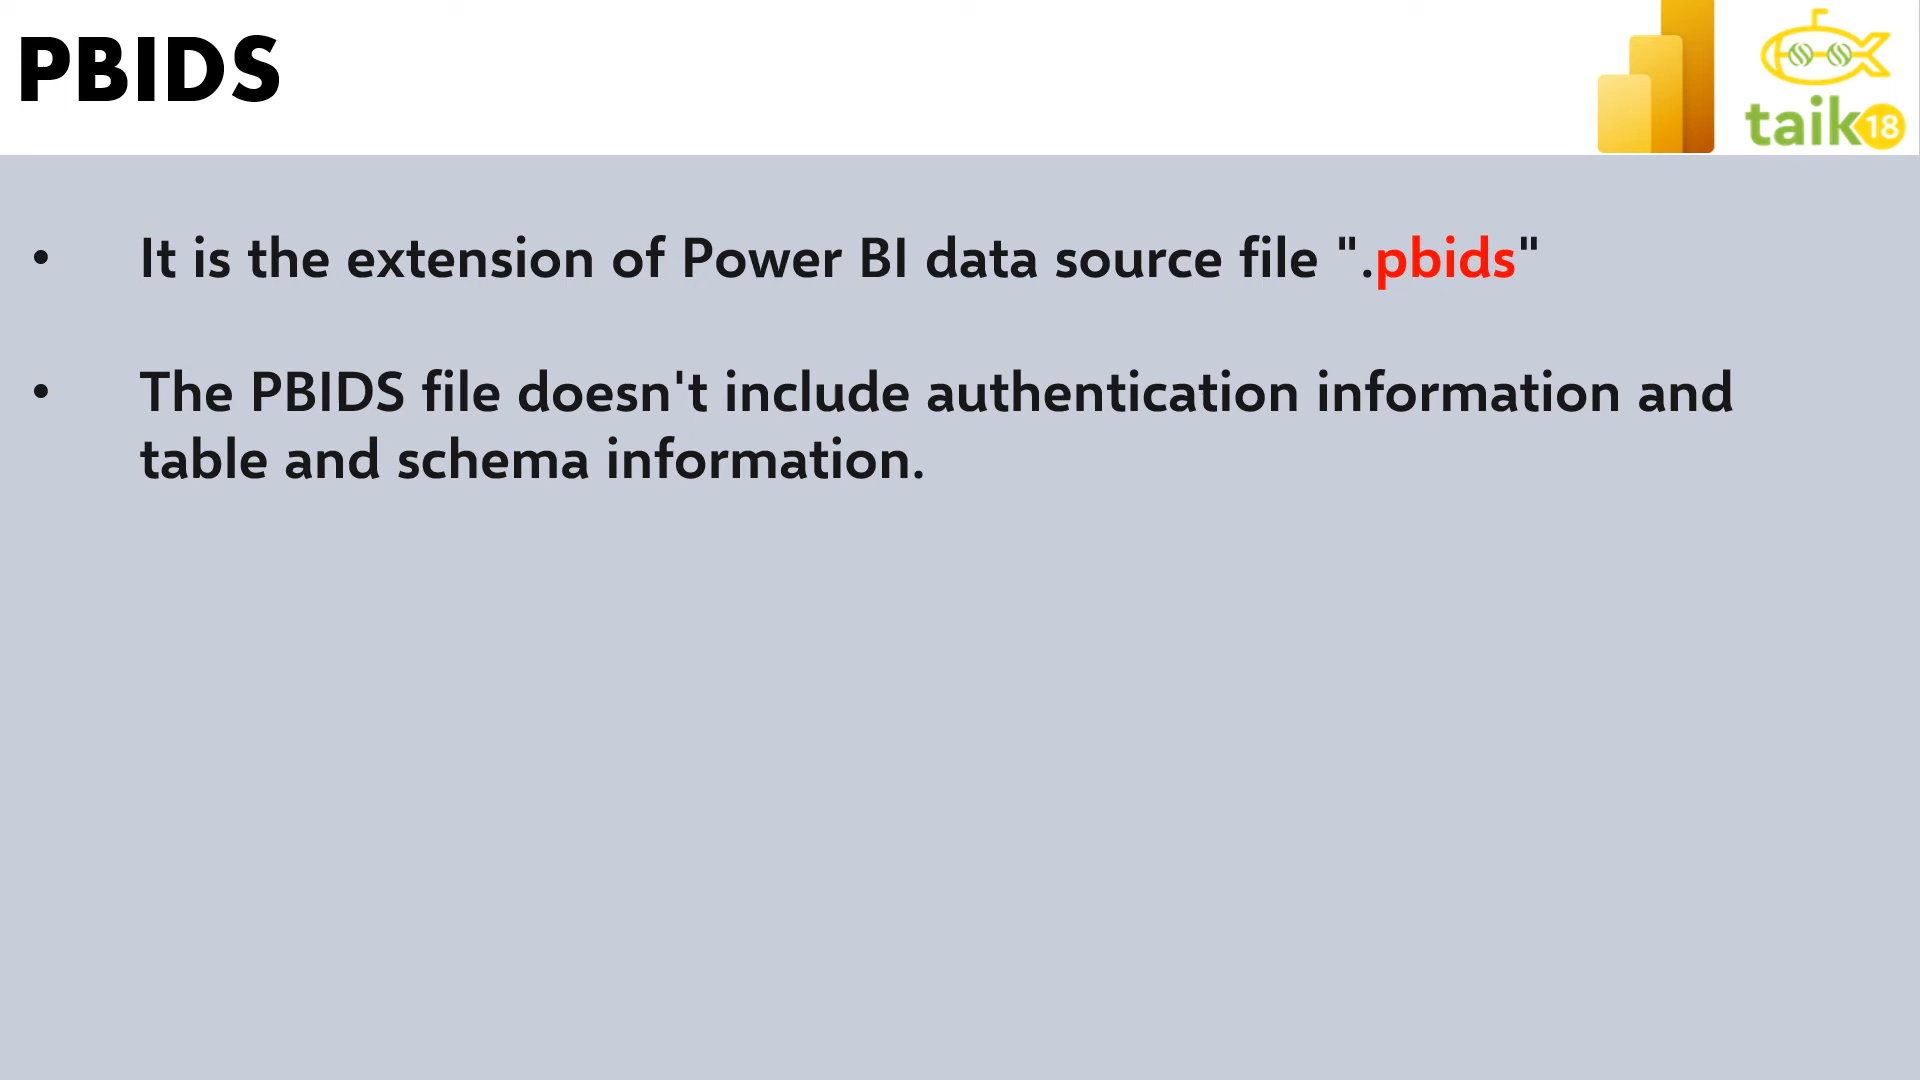 PBIDS
taik18
• It is the extension of Power BI data source file ".pbids"
• The PBIDS file doesn't include authentication information and
table and schema information.